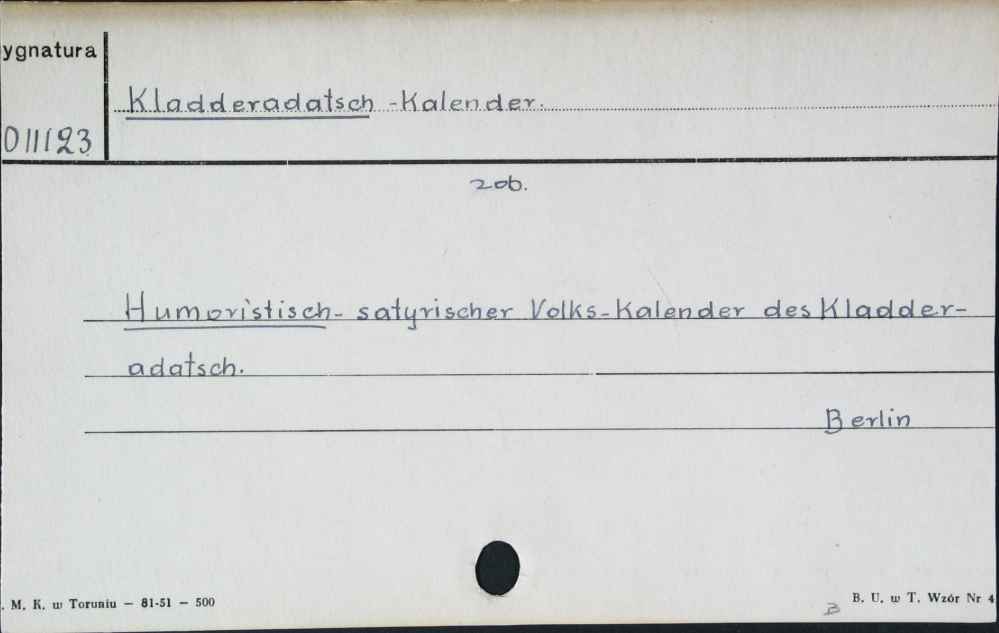 ygnatura
Kladderadatsch-Kalender.
011123
zob.
Humoristisch-satyrischer Volks-Kalender des Kladder-
adatsch.
Berlin
. M. K. w Toruniu — 81-51 — 500
B
B. U. w T. Wzór Nr 4